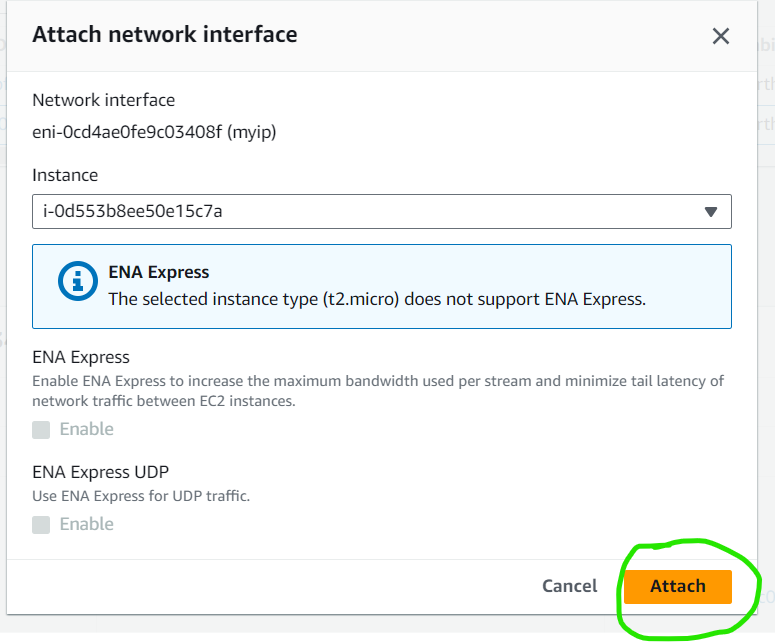 Attach network interface
Network interface
eni-0cd4ae0fe9c03408f (myip)
Instance
i-0d553b8ee50e15c7a
ENA Express
The selected instance type (t2.micro) does not support ENA Express.
ENA Express
Enable ENA Express to increase the maximum bandwidth used per stream and minimize tail latency of
network traffic between EC2 instances.
Enable
ENA Express UDP
Use ENA Express for UDP traffic.
Enable
Cancel
Attach